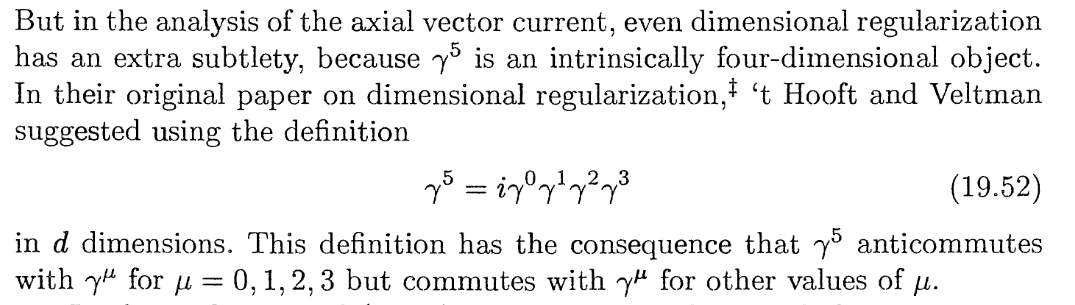 But in the analysis of the axial vector current, even dimensional regularization
has an extra subtlety, because γ⁵ is an intrinsically four-dimensional object.
In their original paper on dimensional regularization,‡ ‘t Hooft and Veltman
suggested using the definition
γ⁵ = iγ⁰γ¹γ²γ³ (19.52)
in d dimensions. This definition has the consequence that γ⁵ anticommutes
with γ^μ for μ = 0, 1, 2, 3 but commutes with γ^μ for other values of μ.